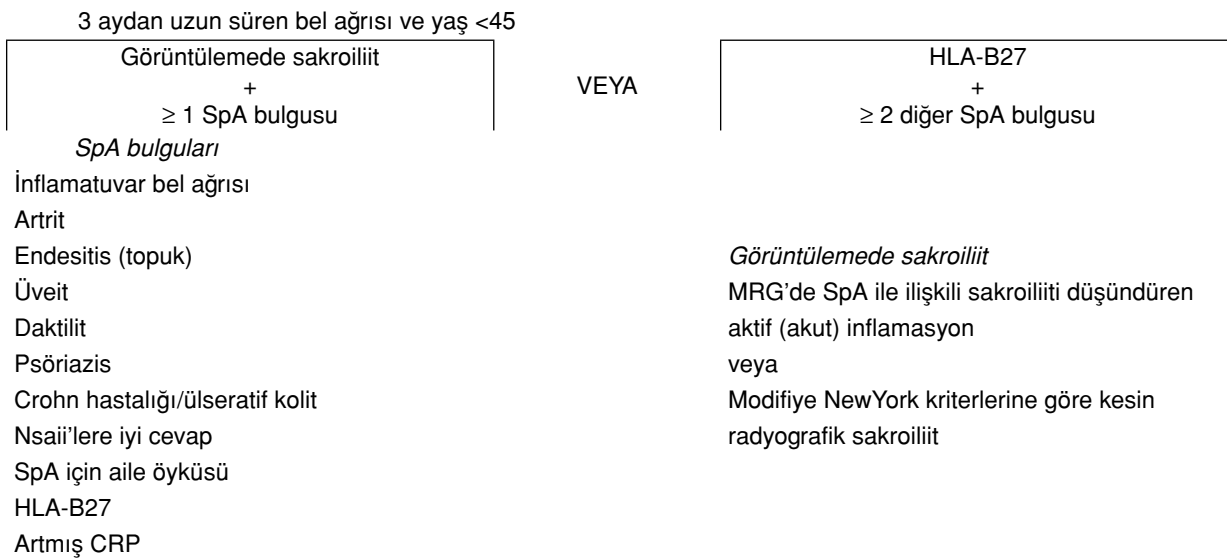 3 aydan uzun süren bel ağrısı ve yaş <45
Görüntülemede sakroiliit
+
≥ 1 SpA bulgusu
VEYA
HLA-B27
+
≥ 2 diğer SpA bulgusu
SpA bulguları
İnflamatuvar bel ağrısı
Artrit
Endesitis (topuk)
Üveit
Daktilit
Psöriazis
Crohn hastalığı/ülseratif kolit
Nsaii'lere iyi cevap
SpA için aile öyküsü
HLA-B27
Artmış CRP
Görüntülemede sakroiliit
MRG'de SpA ile ilişkili sakroiliiti düşündüren
aktif (akut) inflamasyon
veya
Modifiye NewYork kriterlerine göre kesin
radyografik sakroiliit